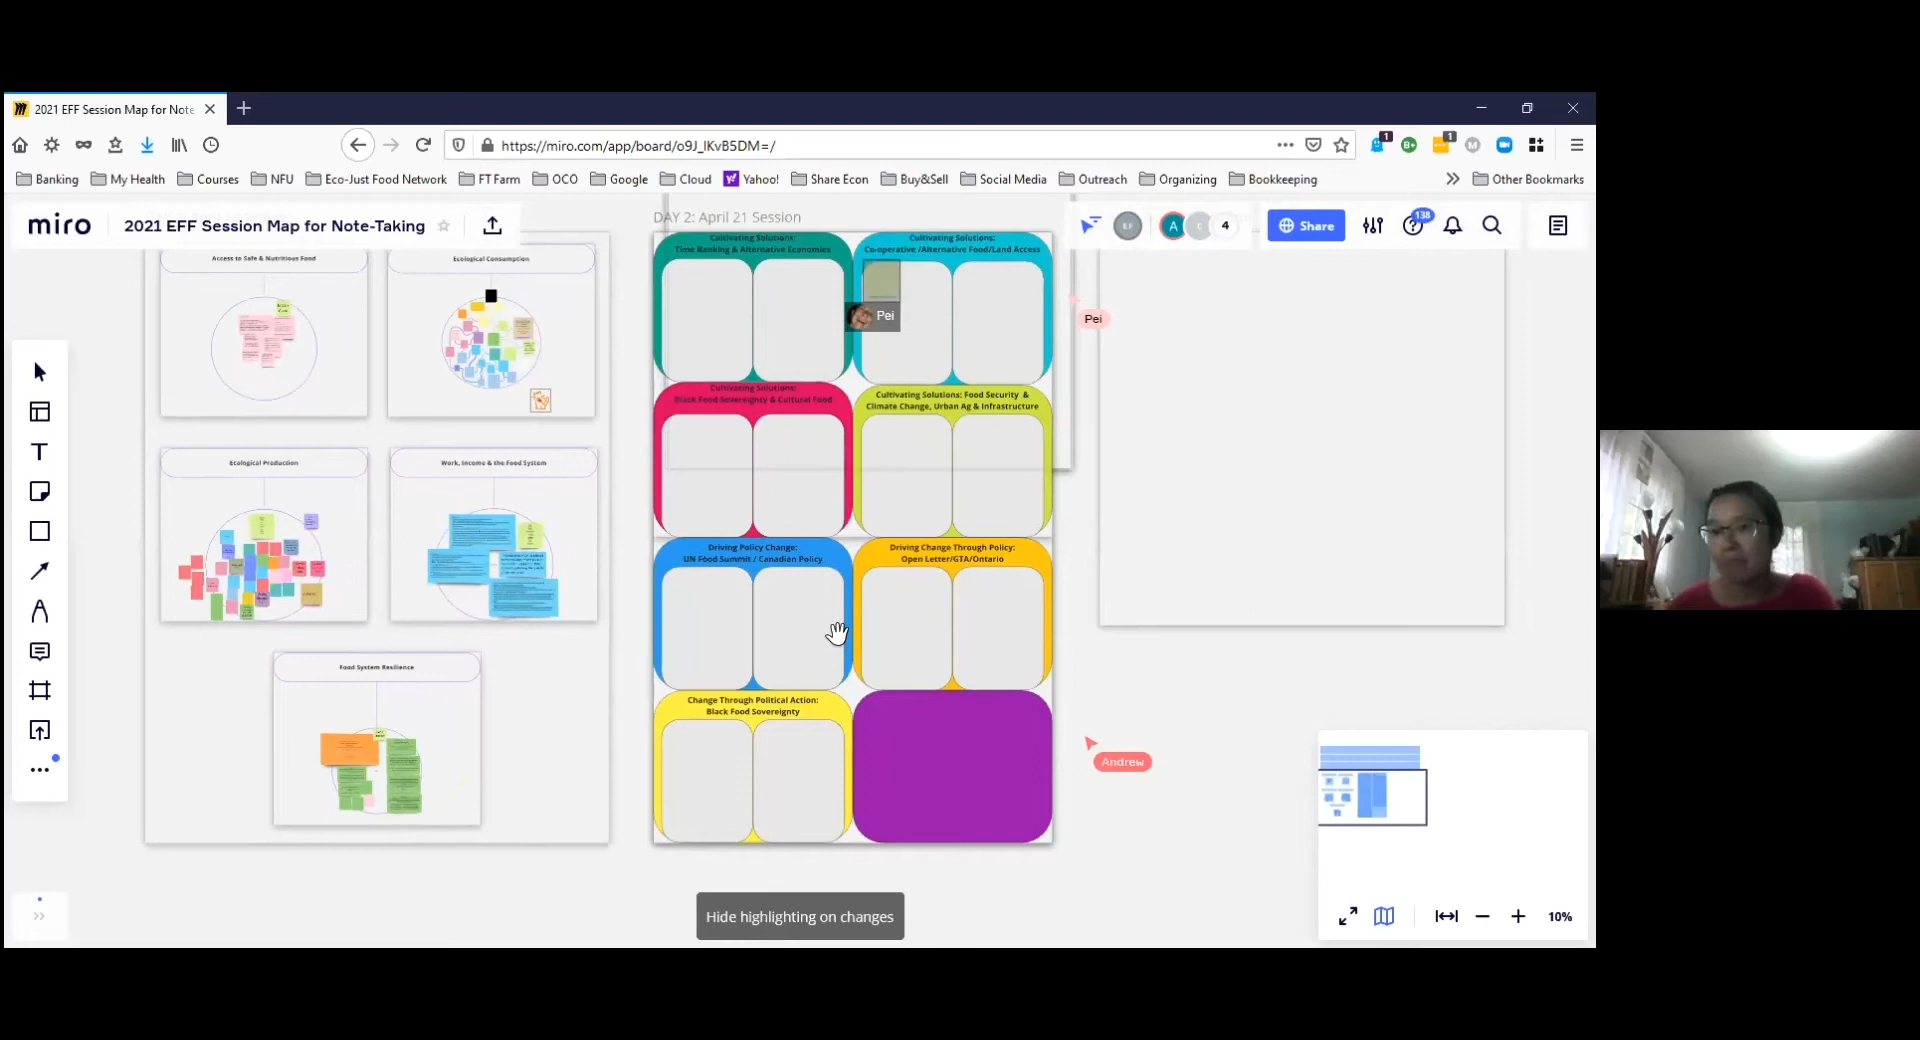 2021 EFF Session Map for Note
https://miro.com/app/board/o9J_lKvB5DM=/
1
1
Banking
My Health
Courses
NFU
Eco-Just Food Network
FT Farm
OCO
Google
Cloud
Yahoo!
Share Econ
Buy&Sell
Social Media
Outreach
Organizing
Bookkeeping
Other Bookmarks
miro
2021 EFF Session Map for Note-Taking
DAY 2: April 21 Session
EF
A
C
4
Share
138
Access to Safe & Nutritious Food
Ecological Consumption
Ecological Production
Work, Income & the Food System
Food System Resilience
Cultivating Solutions:
Time Banking & Alternative Economies
Cultivating Solutions:
Co-operative /Alternative Food/Land Access
Pei
Pei
Cultivating Solutions:
Black Food Sovereignty & Cultural Food
Cultivating Solutions: Food Security &
Climate Change, Urban Ag & Infrastructure
Driving Policy Change:
UN Food Summit / Canadian Policy
Driving Change Through Policy:
Open Letter/GTA/Ontario
Change Through Political Action:
Black Food Sovereignty
Andrew
Hide highlighting on changes
10%